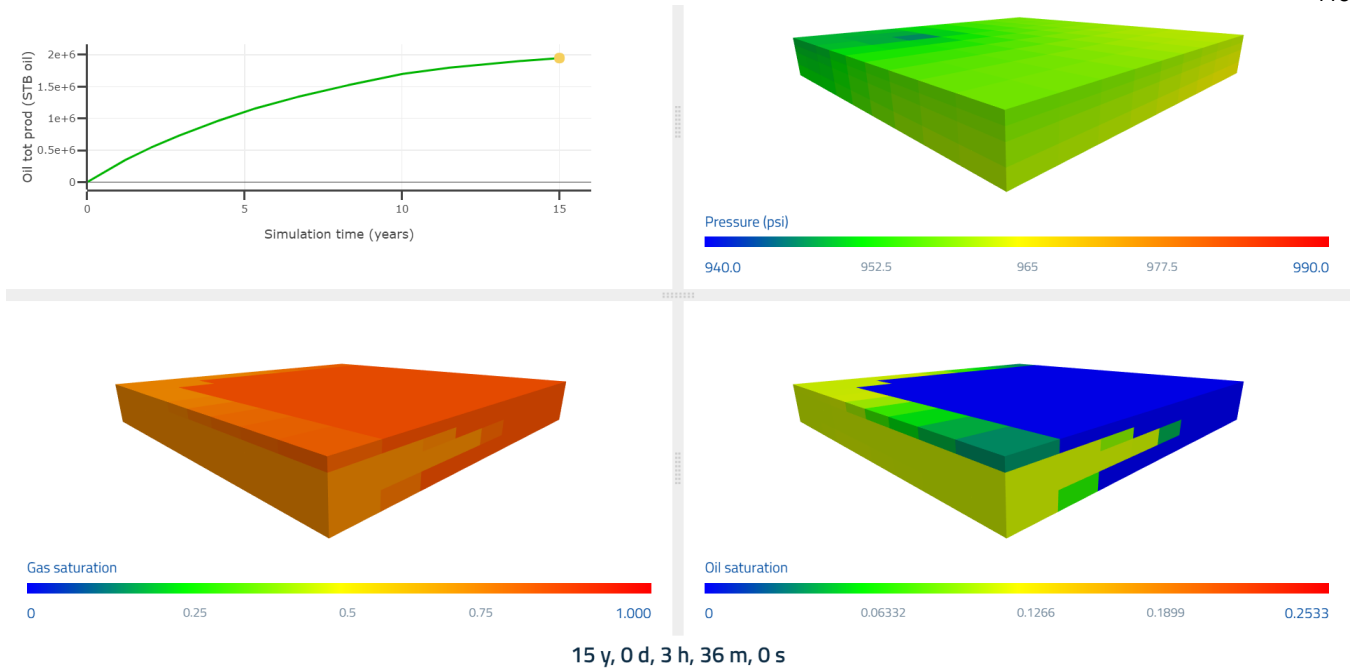 2e+6
1.5e+6
1e+6
0.5e+6
0
Oil tot prod (STB oil)
0 5 10 15
Simulation time (years)
Pressure (psi)
940.0 952.5 965 977.5 990.0
Gas saturation
0 0.25 0.5 0.75 1.000
Oil saturation
0 0.06332 0.1266 0.1899 0.2533
15 y, 0 d, 3 h, 36 m, 0 s